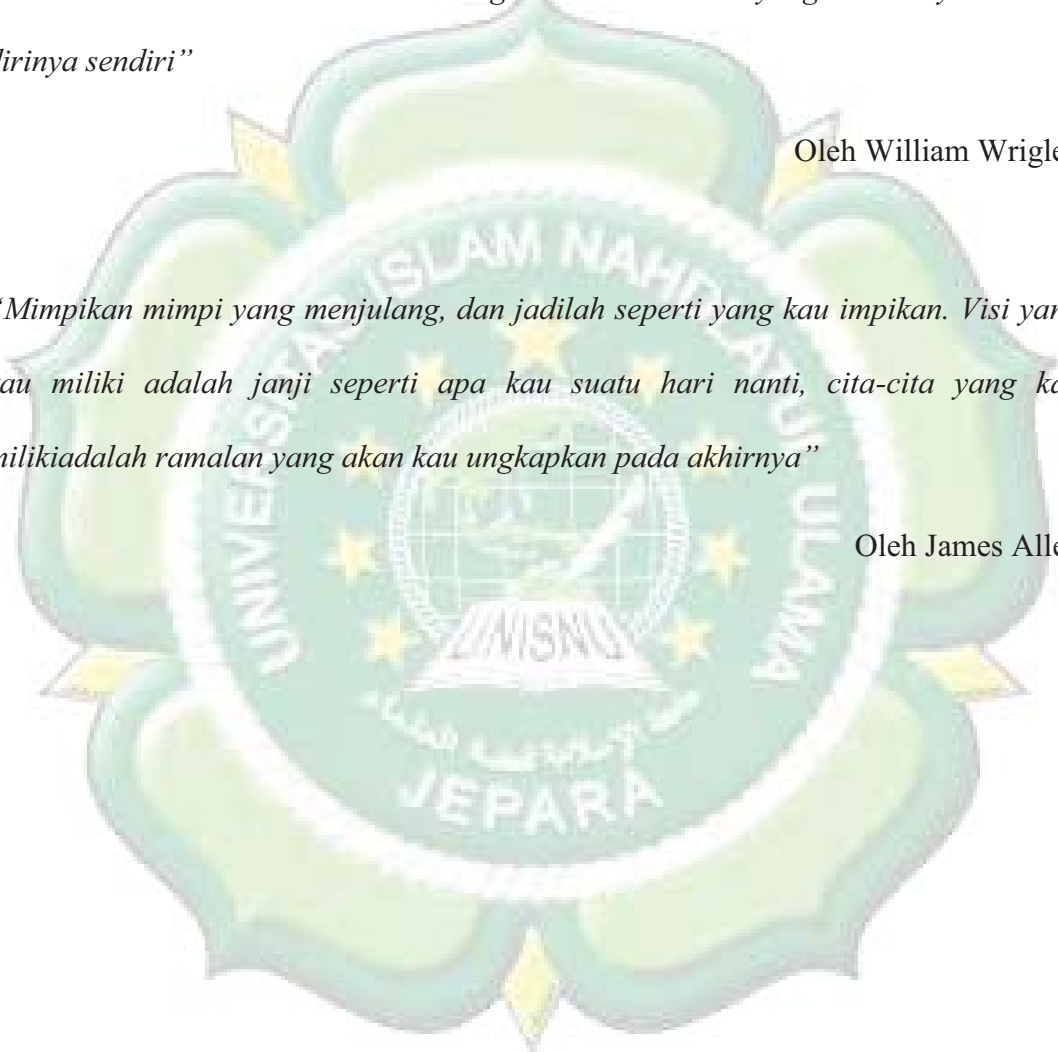 dirinya sendiri”
Oleh William Wrigle
“Mimpikan mimpi yang menjulang, dan jadilah seperti yang kau impikan. Visi yan
kau miliki adalah janji seperti apa kau suatu hari nanti, cita-cita yang ka
milikiadalah ramalan yang akan kau ungkapkan pada akhirnya”
Oleh James Alle
UNIVERSITAS ISLAM NAHDLATUL ULAMA
UNISNU
JEPARA